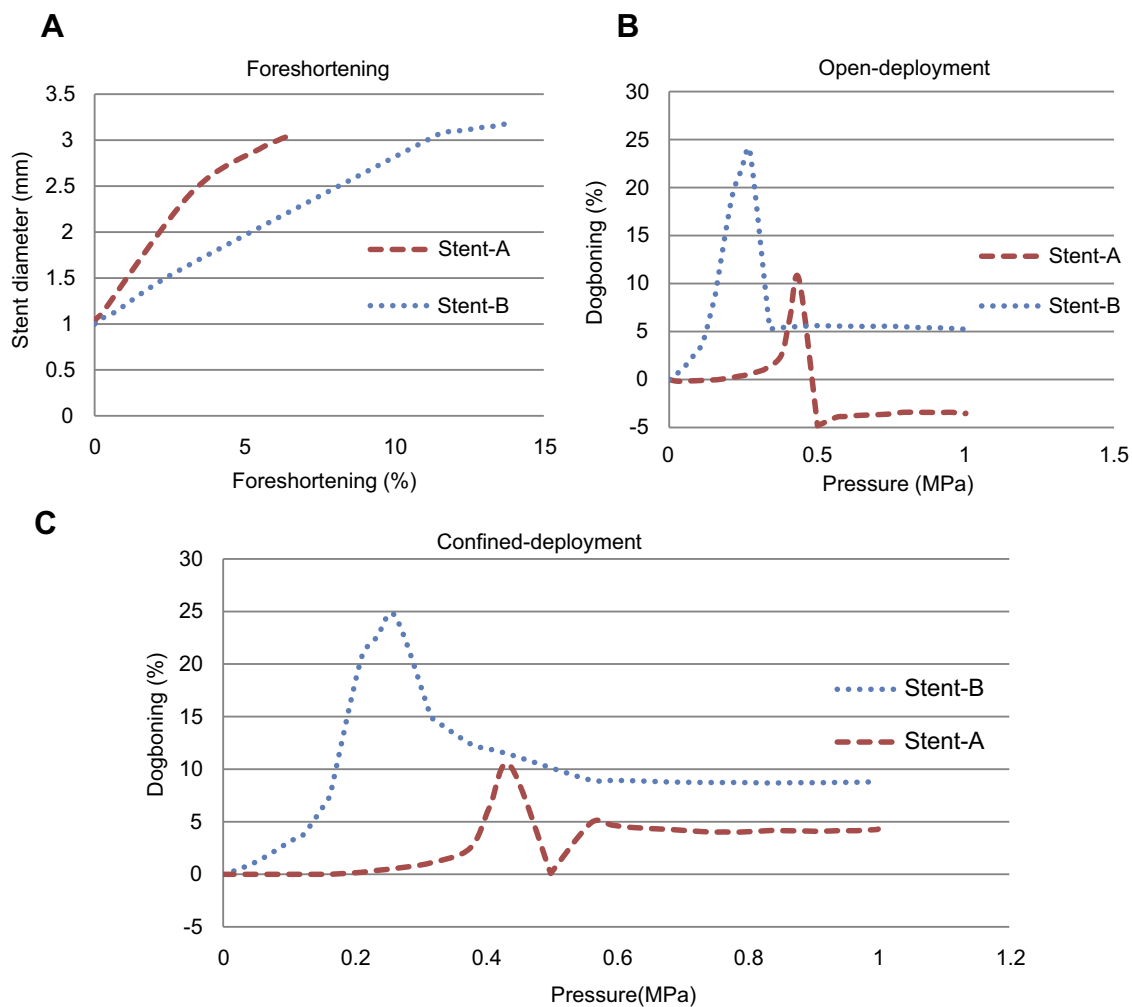 A
Foreshortening
3.5
3
2.5
2
1.5
1
0.5
0
Stent diameter (mm)
0 5 10 15
Foreshortening (%)
Stent-A
Stent-B
B
Open-deployment
30
25
20
15
10
5
0
-5
Dogboning (%)
0 0.5 1 1.5
Pressure (MPa)
Stent-A
Stent-B
C
Confined-deployment
30
25
20
15
10
5
0
-5
Dogboning (%)
0 0.2 0.4 0.6 0.8 1 1.2
Pressure(MPa)
Stent-B
Stent-A